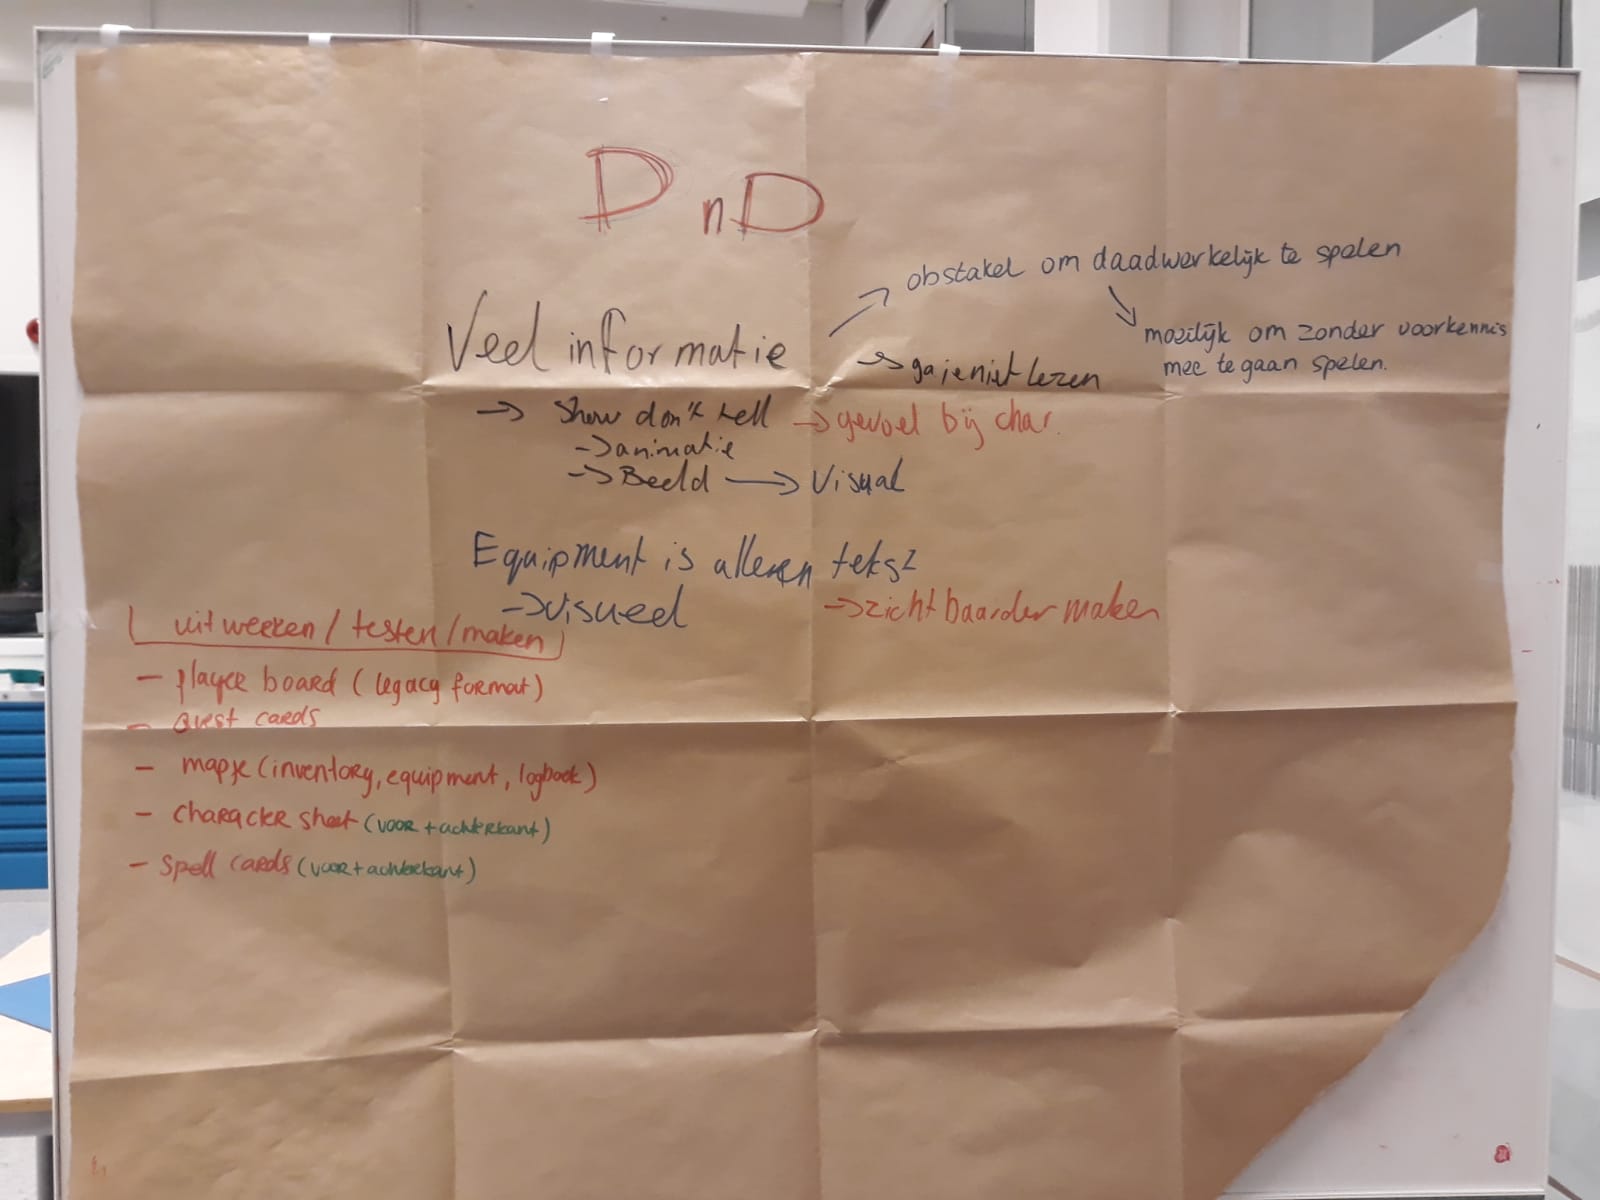 DnD
obstakel om daadwerkelijk te spelen
Veel informatie
moeilijk om zonder voorkennis
mee te gaan spelen.
→ ga je niet lezen
→ Show don't tell → gevoel bij char.
→ animatie
→ Beeld → Visual
Equipment is alleen tekst
→ visueel → zichtbaarder maken
uitwerken / testen / maken
- player board (legacy format)
- Quest cards
- mapje (inventory, equipment, logboek)
- character sheet (voor + achterkant)
- Spell cards (voor + achterkant)